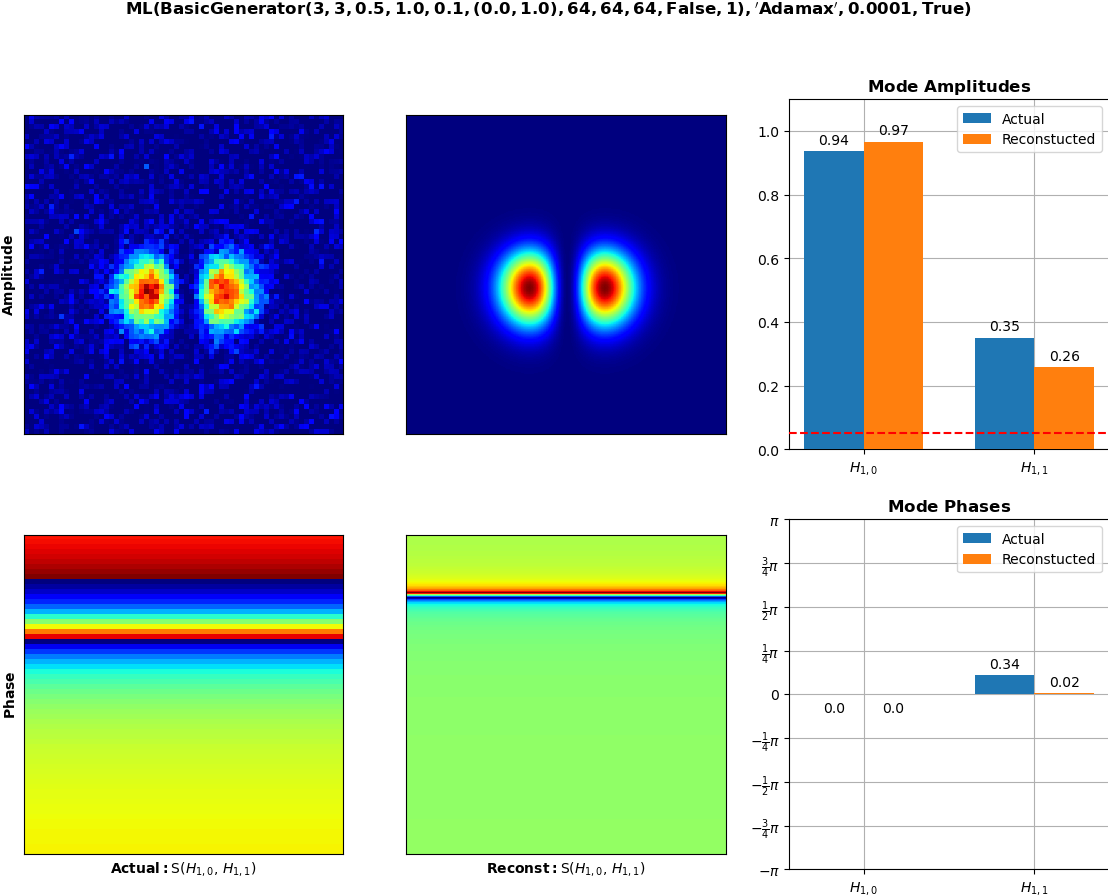 ML(BasicGenerator(3, 3, 0.5, 1.0, 0.1, (0.0, 1.0), 64, 64, 64, False, 1), ′Adamax′, 0.0001, True)
Amplitude
Mode Amplitudes
Actual
Reconstucted
1.0
0.8
0.6
0.4
0.2
0.0
0.94
0.97
0.35
0.26
H1,0
H1,1
Phase
Actual: S(H1,0, H1,1)
Reconst: S(H1,0, H1,1)
Mode Phases
Actual
Reconstucted
π
3/4π
1/2π
1/4π
0
−1/4π
−1/2π
−3/4π
−π
0.0
0.0
0.34
0.02
H1,0
H1,1